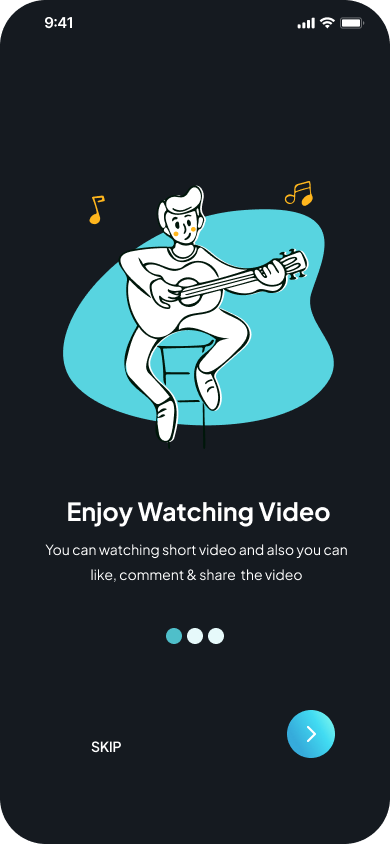 9:41
Enjoy Watching Video
You can watching short video and also you can
like, comment & share the video
SKIP